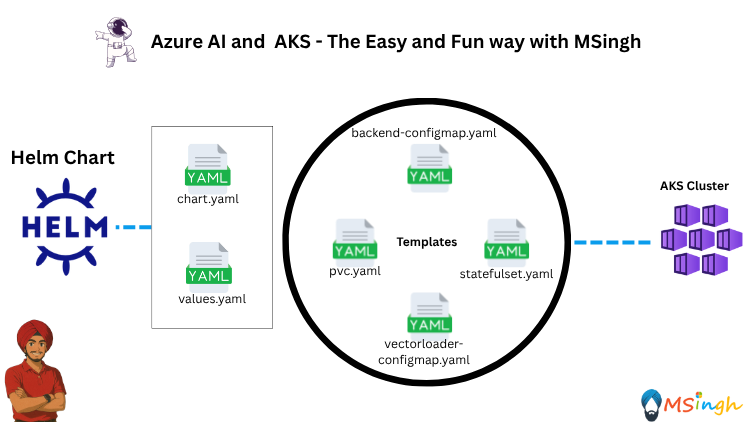 Azure AI and AKS - The Easy and Fun way with MSingh
Helm Chart
HELM
YAML
chart.yaml
YAML
values.yaml
backend-configmap.yaml
YAML
YAML
pvc.yaml
Templates
YAML
statefulset.yaml
YAML
vectorloader-
configmap.yaml
AKS Cluster
MSingh